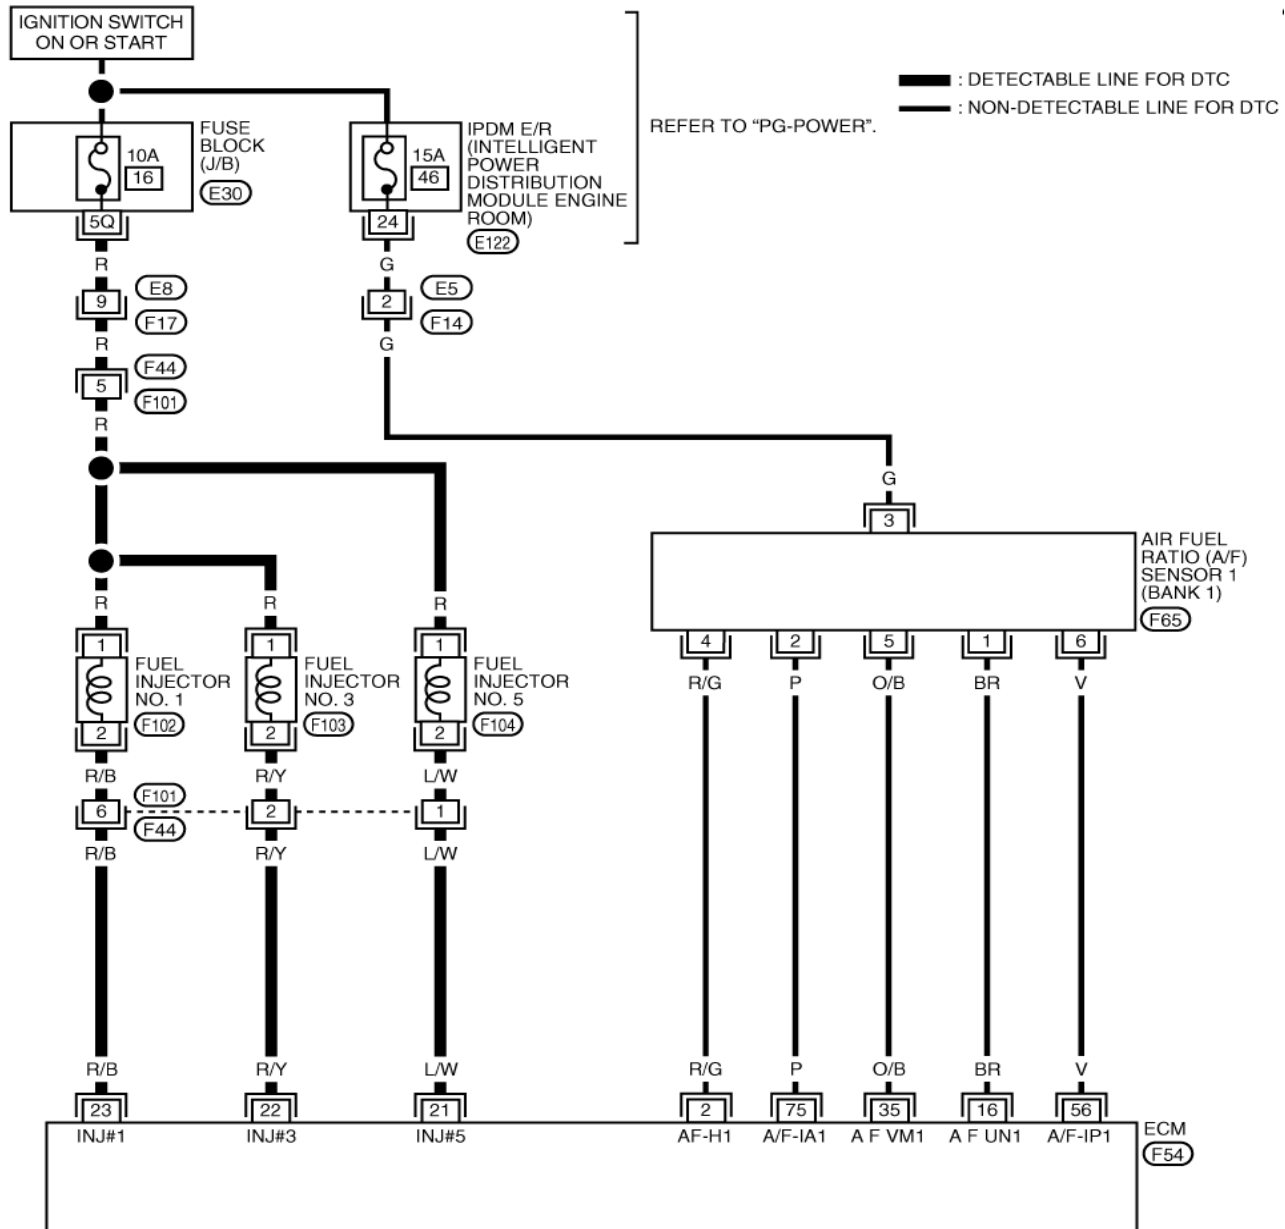 IGNITION SWITCH
ON OR START
: DETECTABLE LINE FOR DTC
: NON-DETECTABLE LINE FOR DTC
REFER TO “PG-POWER”.
10A
16
FUSE
BLOCK
(J/B)
E30
15A
46
IPDM E/R
(INTELLIGENT
POWER
DISTRIBUTION
MODULE ENGINE
ROOM)
E122
5Q
24
R
G
9
E8
F17
2
E5
F14
R
G
5
F44
F101
R
G
3
AIR FUEL
RATIO (A/F)
SENSOR 1
(BANK 1)
F65
R
R
R
1
1
1
FUEL
INJECTOR
NO. 1
F102
FUEL
INJECTOR
NO. 3
F103
FUEL
INJECTOR
NO. 5
F104
2
2
2
4
2
5
1
6
R/G
P
O/B
BR
V
R/B
R/Y
L/W
6
F101
F44
2
1
R/B
R/Y
L/W
R/B
R/Y
L/W
R/G
P
O/B
BR
V
23
22
21
2
75
35
16
56
INJ#1
INJ#3
INJ#5
AF-H1
A/F-IA1
A F VM1
A F UN1
A/F-IP1
ECM
F54